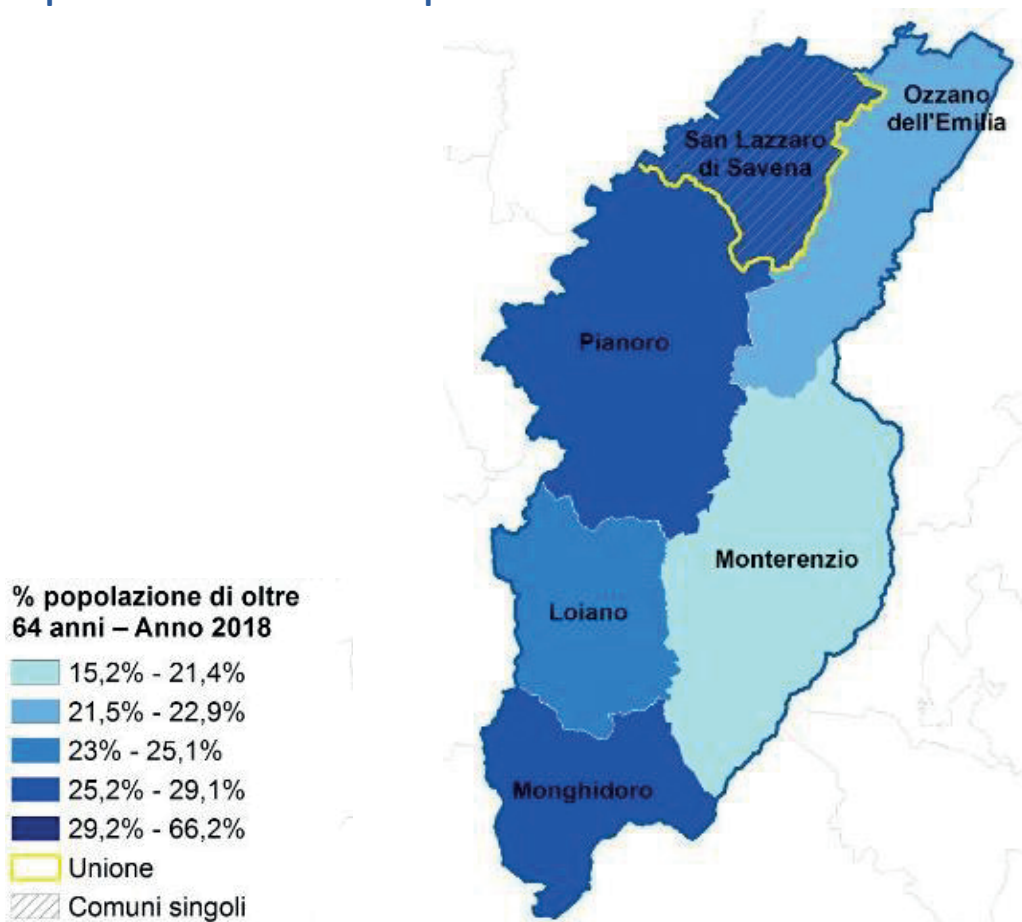 Ozzano
dell'Emilia
San Lazzaro
di Savena
Pianoro
Monterenzio
Loiano
Monghidoro
% popolazione di oltre
64 anni – Anno 2018
15,2% - 21,4%
21,5% - 22,9%
23% - 25,1%
25,2% - 29,1%
29,2% - 66,2%
Unione
Comuni singoli